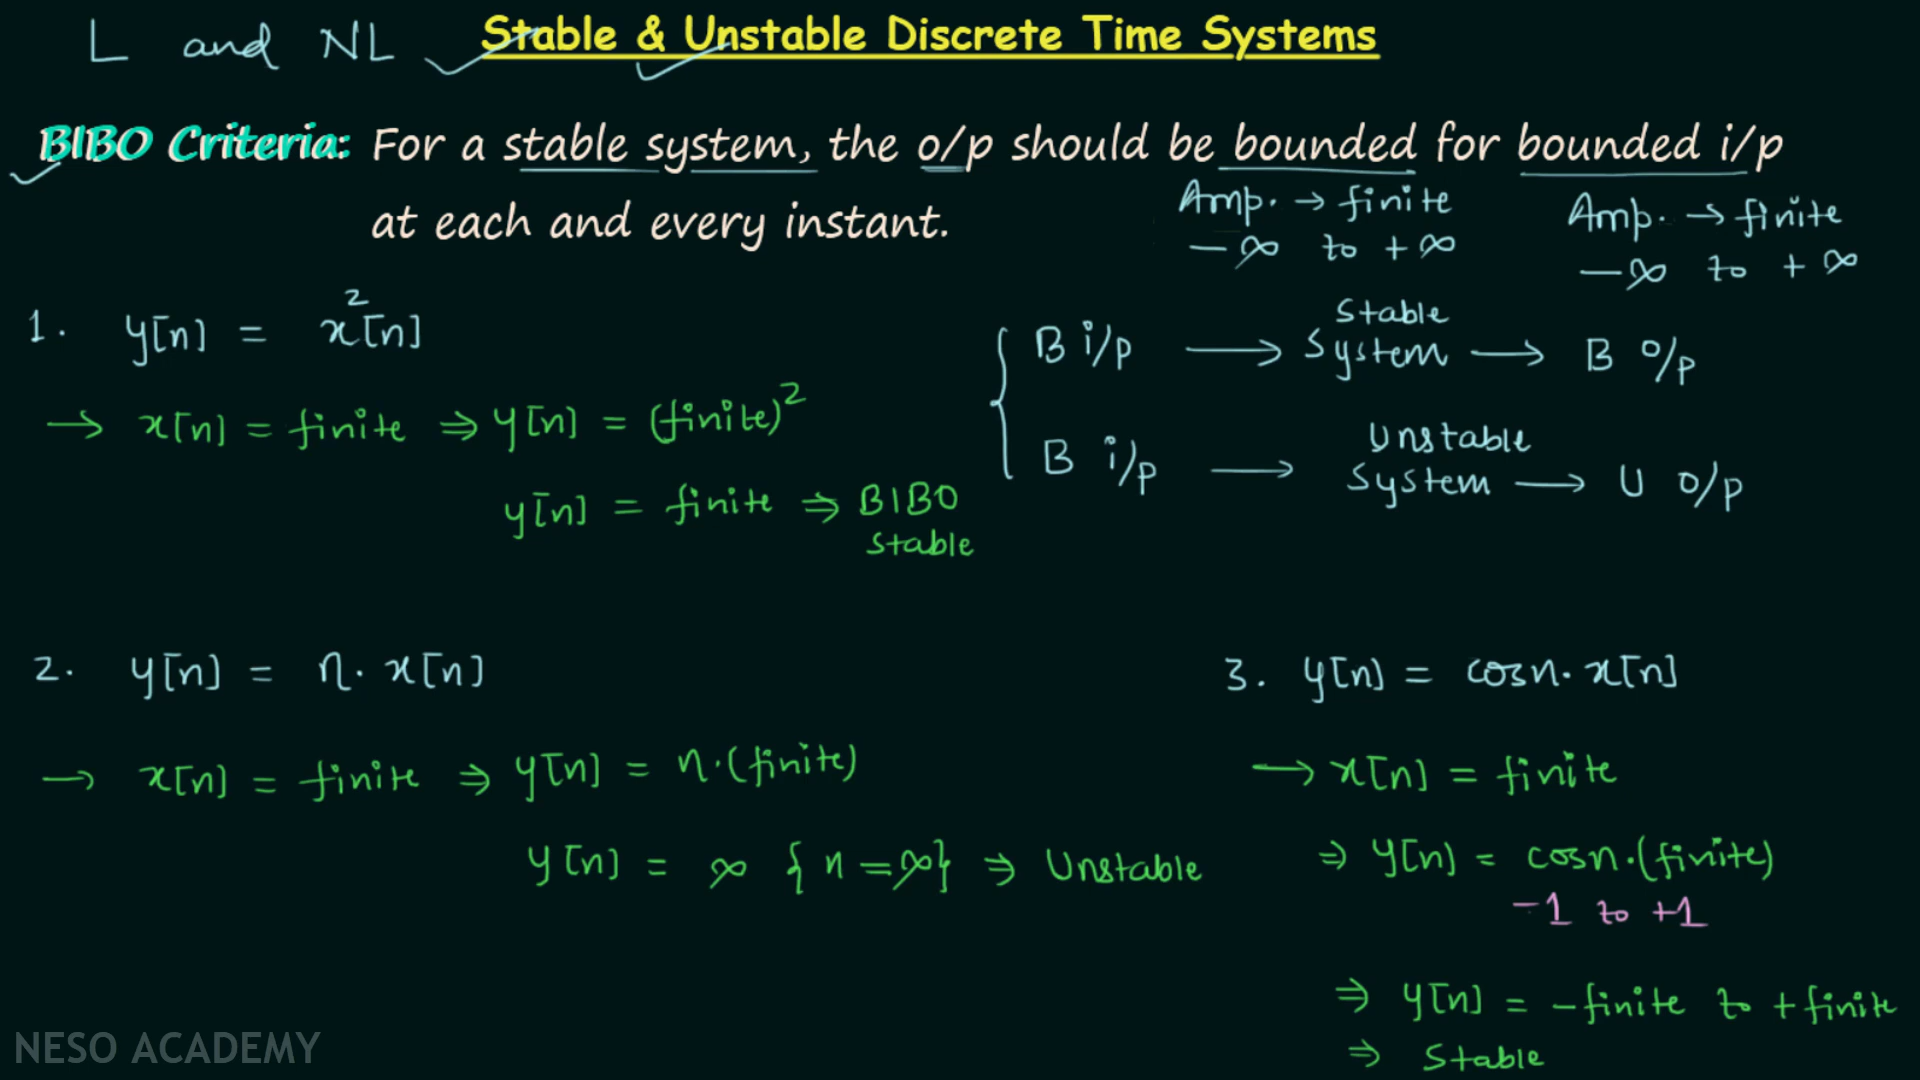 L and NL Stable & Unstable Discrete Time Systems
BIBO Criteria: For a stable system, the o/p should be bounded for bounded i/p
at each and every instant.
Amp. → finite
-∞ to +∞
Amp. → finite
-∞ to +∞
1. y[n] = x²[n]
→ x[n] = finite ⇒ y[n] = (finite)²
y[n] = finite ⇒ BIBO
stable
{ B i/p → Stable
System → B o/p
B i/p → Unstable
System → U o/p
2. y[n] = n. x[n]
→ x[n] = finite ⇒ y[n] = n.(finite)
y[n] = ∞ {n = ∞} ⇒ Unstable
3. y[n] = cosn. x[n]
→ x[n] = finite
⇒ y[n] = cosn.(finite)
-1 to +1
⇒ y[n] = -finite to +finite
⇒ Stable
NESO ACADEMY